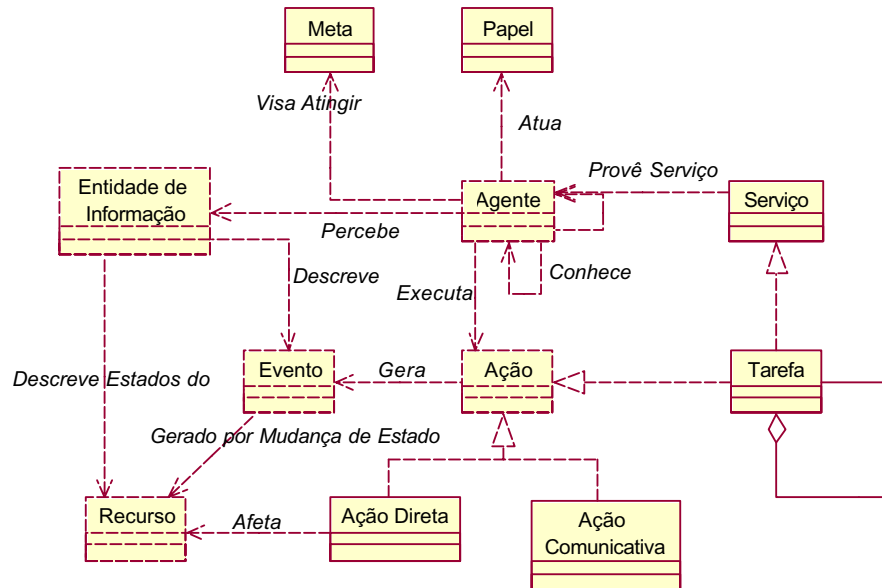 Meta
Papel
Visa Atingir
Atua
Provê Serviço
Entidade de
Informação
Agente
Serviço
Percebe
Descreve
Conhece
Executa
Evento
Gera
Ação
Tarefa
Descreve Estados do
Gerado por Mudança de Estado
Recurso
Afeta
Ação Direta
Ação
Comunicativa